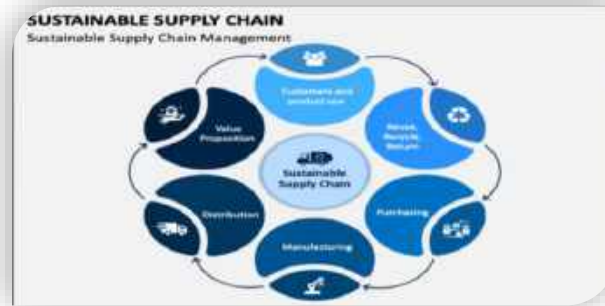 SUSTAINABLE SUPPLY CHAIN
Sustainable Supply Chain Management
Customers and
product use
Reuse,
Recycle,
Return
Purchasing
Manufacturing
Distribution
Value
Proposition
Sustainable
Supply Chain